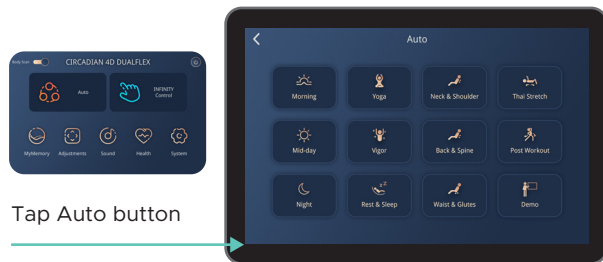 Body Scan
CIRCADIAN 4D DUALFLEX
Auto
INFINITY
Control
MyMemory
Adjustments
Sound
Health
System
Tap Auto button
Auto
Morning
Yoga
Neck & Shoulder
Thai Stretch
Mid-day
Vigor
Back & Spine
Post Workout
Night
Rest & Sleep
Waist & Glutes
Demo